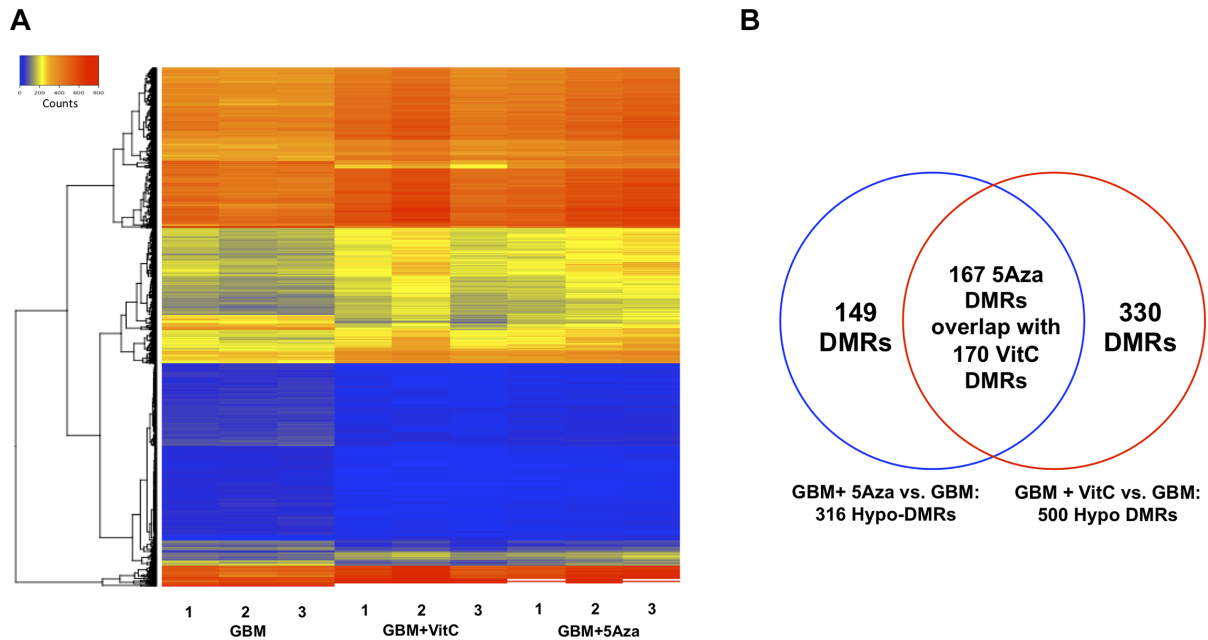 A
B
0 200 400 600 800
Counts
149
DMRs
167 5Aza
DMRs
overlap with
170 VitC
DMRs
330
DMRs
GBM+ 5Aza vs. GBM:
316 Hypo-DMRs
GBM + VitC vs. GBM:
500 Hypo DMRs
1 2 3 1 2 3 1 2 3
GBM GBM+VitC GBM+5Aza